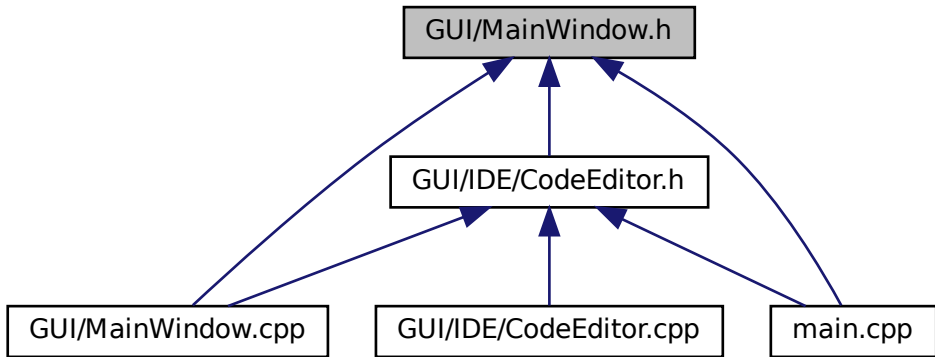 GUI/MainWindow.h
GUI/IDE/CodeEditor.h
GUI/MainWindow.cpp
GUI/IDE/CodeEditor.cpp
main.cpp